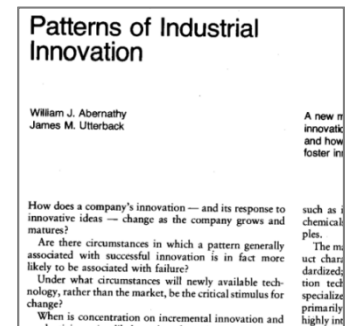 Patterns of Industrial
Innovation
William J. Abernathy
James M. Utterback
A new
innovatio
and how
foster in
How does a company's innovation — and its response to
innovative ideas — change as the company grows and
matures?
Are there circumstances in which a pattern generally
associated with successful innovation is in fact more
likely to be associated with failure?
Under what circumstances will newly available tech-
nology, rather than the market, be the critical stimulus for
change?
When is concentration on incremental innovation and
such as
chemical
ples.
The m
uct chara
dardized;
tion tech
specialize
primarily
highly int